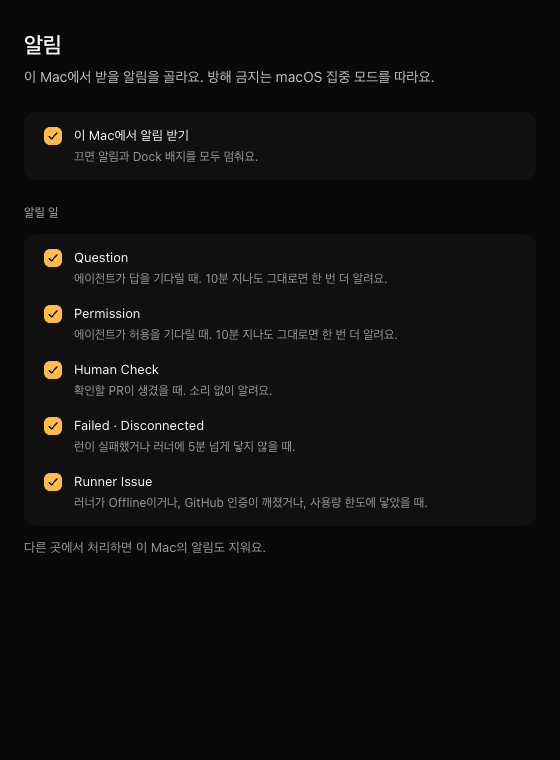 알림
이 Mac에서 받을 알림을 골라요. 방해 금지는 macOS 집중 모드를 따라요.
이 Mac에서 알림 받기
끄면 알림과 Dock 배지를 모두 멈춰요.
알릴 일
Question
에이전트가 답을 기다릴 때. 10분 지나도 그대로면 한 번 더 알려요.
Permission
에이전트가 허용을 기다릴 때. 10분 지나도 그대로면 한 번 더 알려요.
Human Check
확인할 PR이 생겼을 때. 소리 없이 알려요.
Failed · Disconnected
런이 실패했거나 러너에 5분 넘게 닿지 않을 때.
Runner Issue
러너가 Offline이거나, GitHub 인증이 깨졌거나, 사용량 한도에 닿았을 때.
다른 곳에서 처리하면 이 Mac의 알림도 지워요.